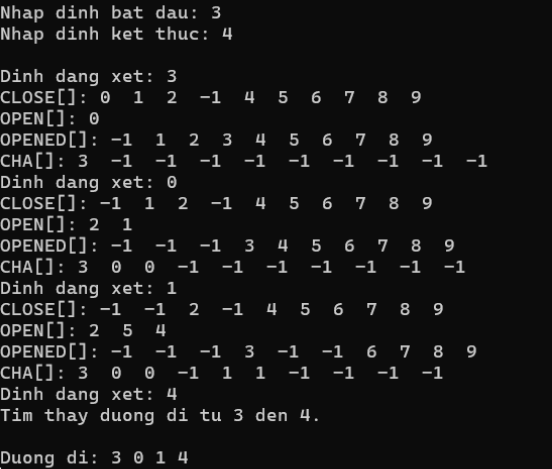 Nhap dinh bat dau: 3
Nhap dinh ket thuc: 4

Dinh dang xet: 3
CLOSE[]: 0  1  2  -1  4  5  6  7  8  9
OPEN[]: 0
OPENED[]: -1  1  2  3  4  5  6  7  8  9
CHA[]: 3  -1  -1  -1  -1  -1  -1  -1  -1  -1
Dinh dang xet: 0
CLOSE[]: -1  1  2  -1  4  5  6  7  8  9
OPEN[]: 2  1
OPENED[]: -1  -1  -1  3  4  5  6  7  8  9
CHA[]: 3  0  0  -1  -1  -1  -1  -1  -1  -1
Dinh dang xet: 1
CLOSE[]: -1  -1  2  -1  4  5  6  7  8  9
OPEN[]: 2  5  4
OPENED[]: -1  -1  -1  3  -1  -1  6  7  8  9
CHA[]: 3  0  0  -1  1  1  -1  -1  -1  -1
Dinh dang xet: 4
Tim thay duong di tu 3 den 4.

Duong di: 3 0 1 4